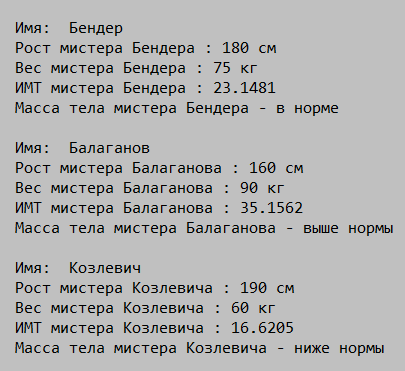 Имя:  Бендер
Рост мистера Бендера : 180 см
Вес мистера Бендера : 75 кг
ИМТ мистера Бендера : 23.1481
Масса тела мистера Бендера - в норме

Имя:  Балаганов
Рост мистера Балаганова : 160 см
Вес мистера Балаганова : 90 кг
ИМТ мистера Балаганова : 35.1562
Масса тела мистера Балаганова - выше нормы

Имя:  Козлевич
Рост мистера Козлевича : 190 см
Вес мистера Козлевича : 60 кг
ИМТ мистера Козлевича : 16.6205
Масса тела мистера Козлевича - ниже нормы